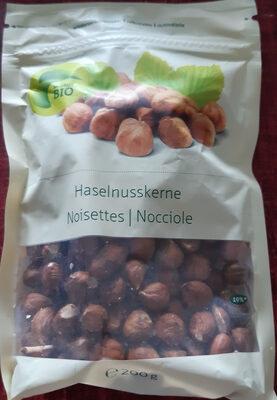 BIO
Haselnusskerne
Noisettes | Nocciole
℮ 200 g